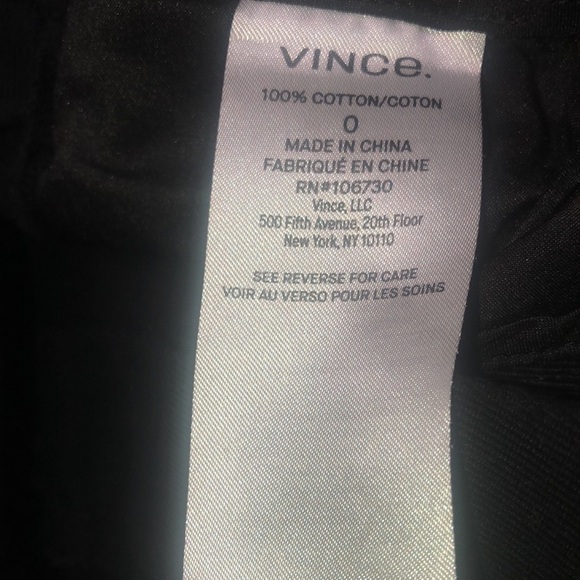 VINCe.
100% COTTON/COTON
0
MADE IN CHINA
FABRIQUÉ EN CHINE
RN#106730
Vince, LLC
500 Fifth Avenue, 20th Floor
New York, NY 10110
SEE REVERSE FOR CARE
VOIR AU VERSO POUR LES SOINS